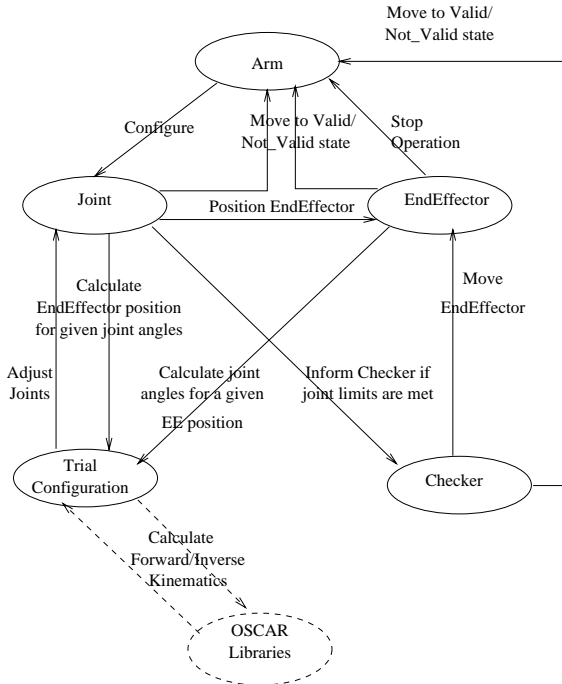 Move to Valid/
Not_Valid state
Arm
Configure
Move to Valid/
Not_Valid state
Stop
Operation
Joint
Position EndEffector
EndEffector
Calculate
EndEffector position
for given joint angles
Move
EndEffector
Adjust
Joints
Calculate joint
angles for a given
EE position
Inform Checker if
joint limits are met
Trial
Configuration
Checker
Calculate
Forward/Inverse
Kinematics
OSCAR
Libraries